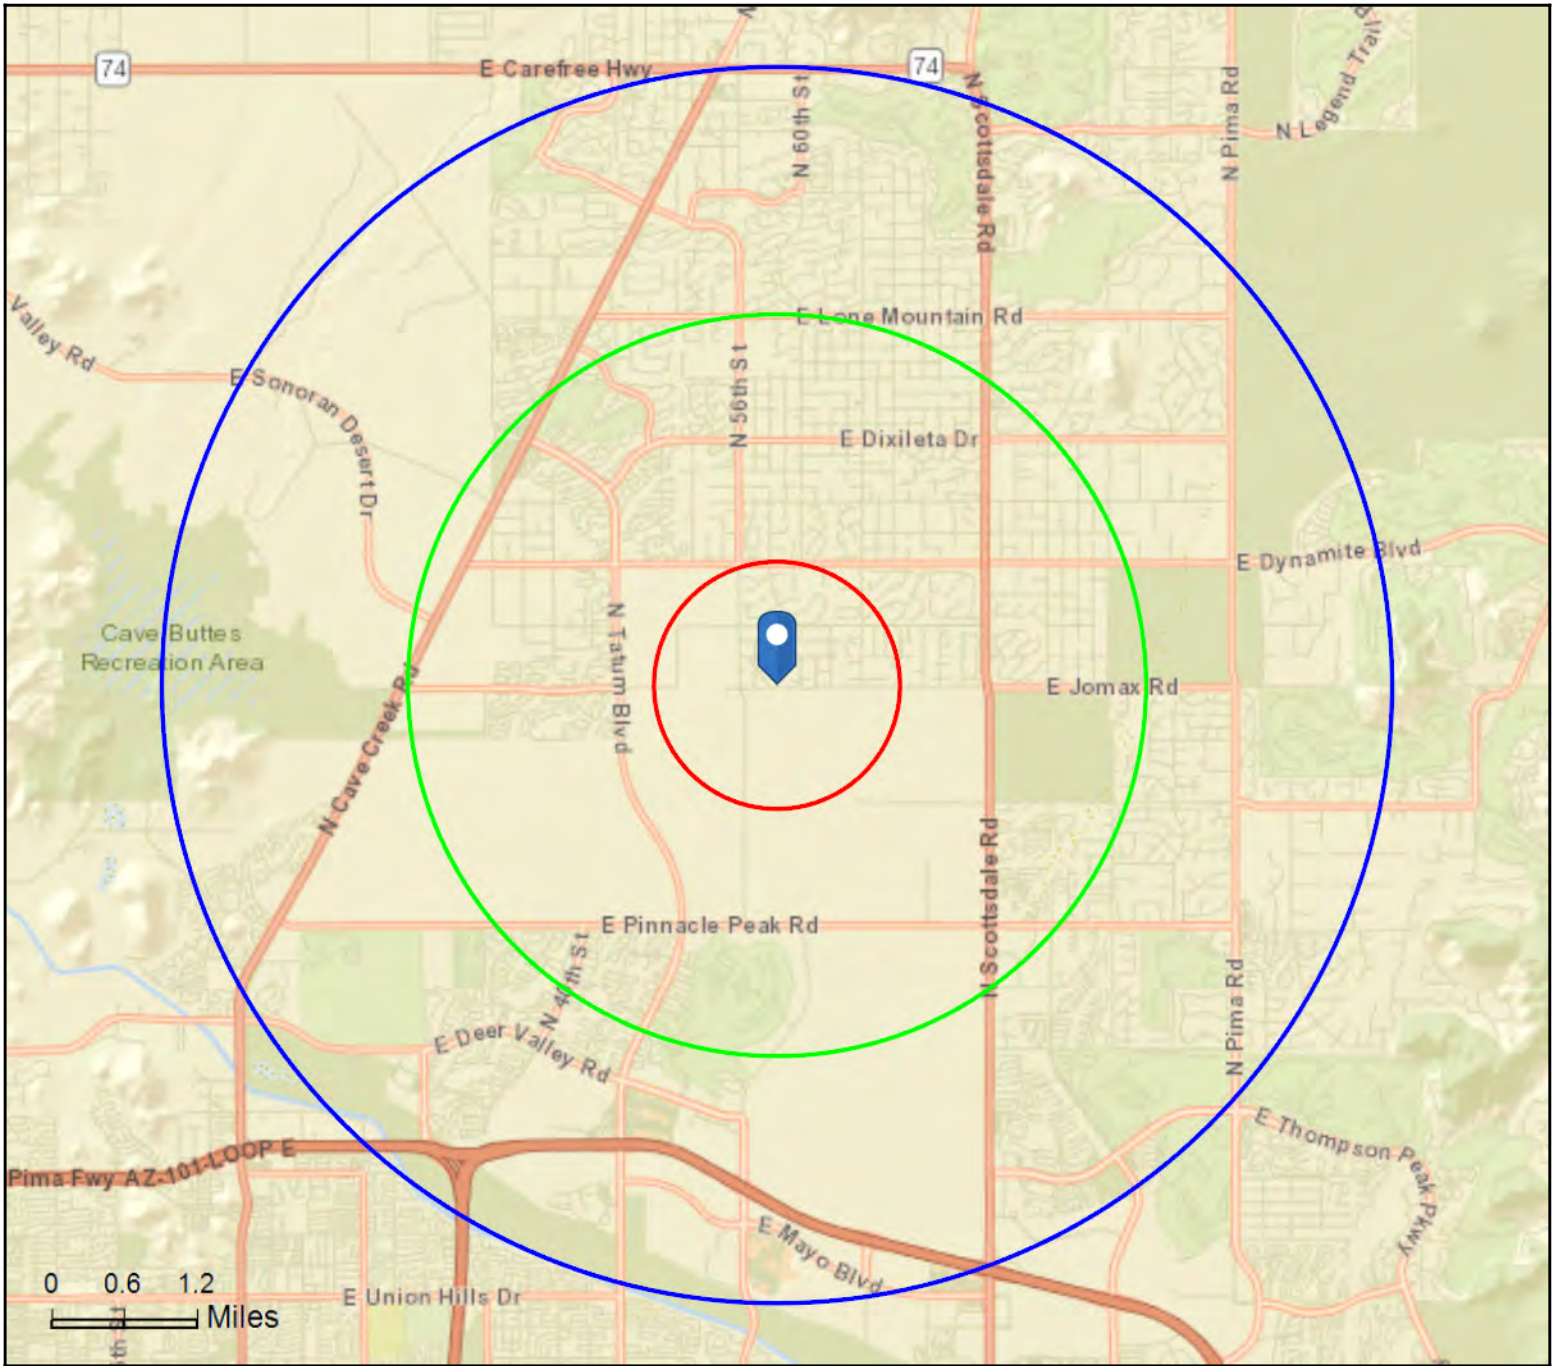 74
E Carefree Hwy
74
N 60th St
N Scottsdale Rd
N Pima Rd
N Legend Trail
Valley Rd
E Sonoran Desert Dr
E Lone Mountain Rd
N 56th St
E Dixileta Dr
E Dynamite Blvd
Cave Buttes
Recreation Area
N Tatum Blvd
E Jomax Rd
N Cave Creek Rd
N Scottsdale Rd
E Pinnacle Peak Rd
E Deer Valley Rd
N Pima Rd
E Thompson Peak Pkwy
Pima Fwy AZ-101-LOOP E
E Mayo Blvd
E Union Hills Dr
0 0.6 1.2
Miles